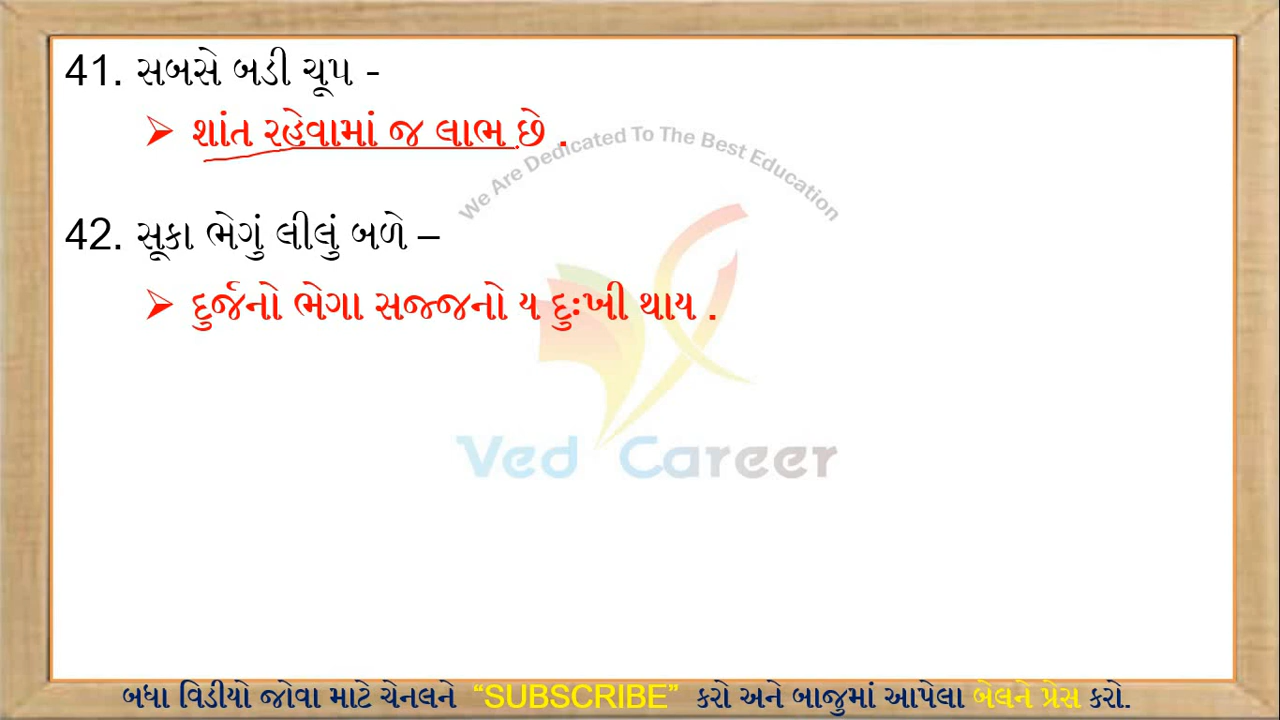 41. સબસે બડી ચૂપ -
➢ શાંત રહેવામાં જ લાભ છે .
We Are Dedicated To The Best Education
42. સૂકા ભેગું લીલું બળે –
➢ દુર્જનો ભેગા સજ્જનો ય દુઃખી થાય .
Ved Career
બધા વિડીયો જોવા માટે ચેનલને “SUBSCRIBE” કરો અને બાજુમાં આપેલા બેલને પ્રેસ કરો.